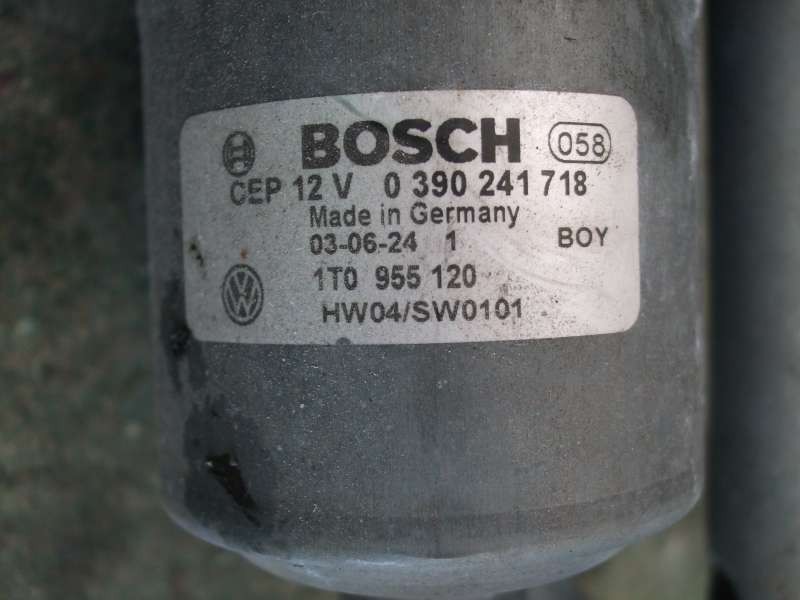 BOSCH 058
CEP 12 V 0 390 241 718
Made in Germany
03-06-24 1 BOY
1T0 955 120
HW04/SW0101